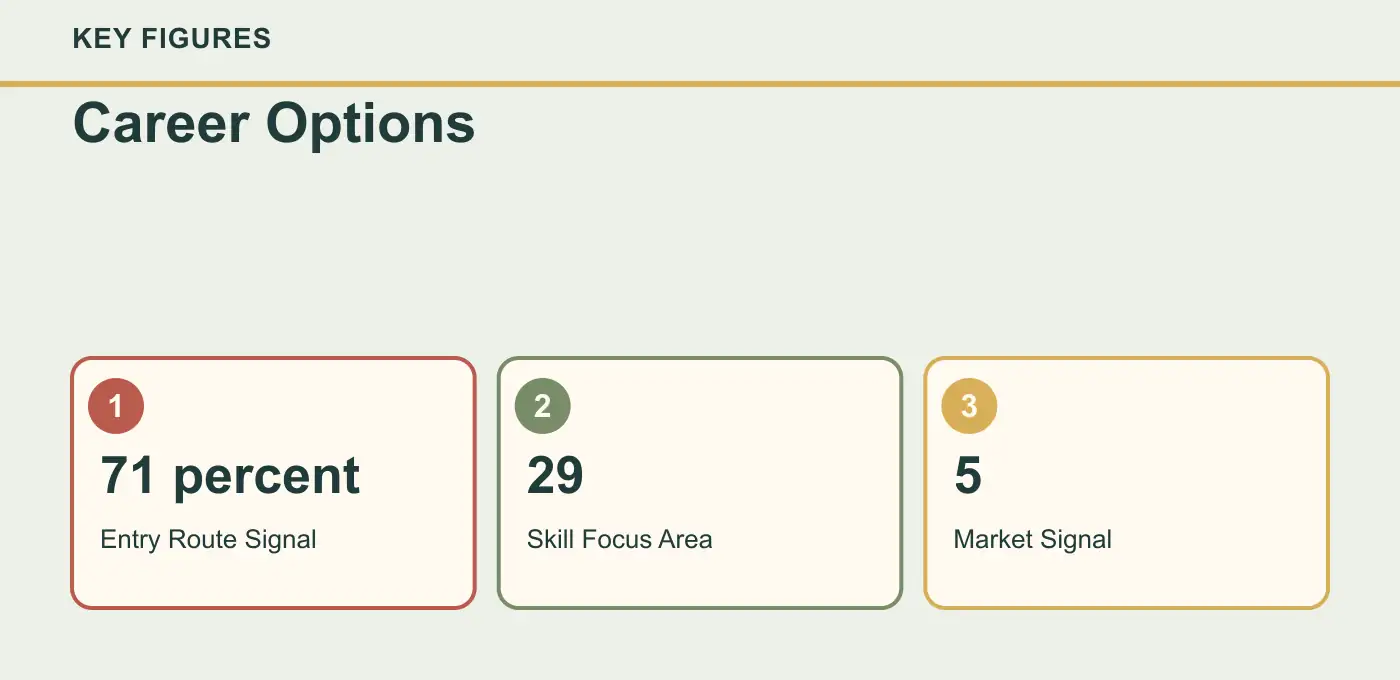 KEY FIGURES
Career Options
1
71 percent
Entry Route Signal
2
29
Skill Focus Area
3
5
Market Signal